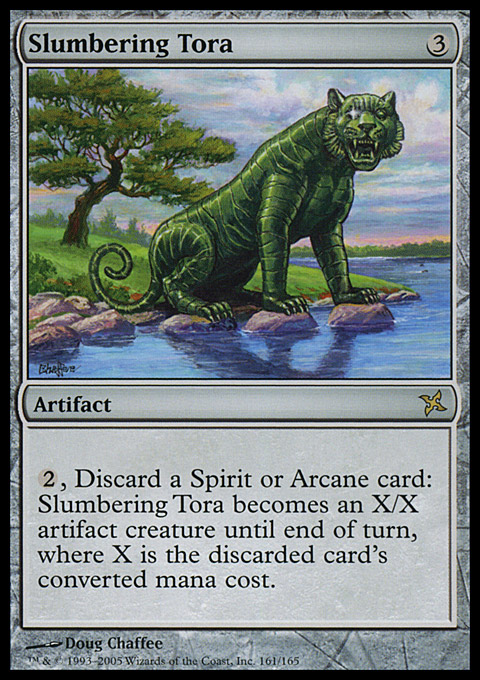 Slumbering Tora 3
Artifact
2, Discard a Spirit or Arcane card:
Slumbering Tora becomes an X/X
artifact creature until end of turn,
where X is the discarded card's
converted mana cost.
Doug Chaffee
™ & © 1993–2005 Wizards of the Coast, Inc. 161/165